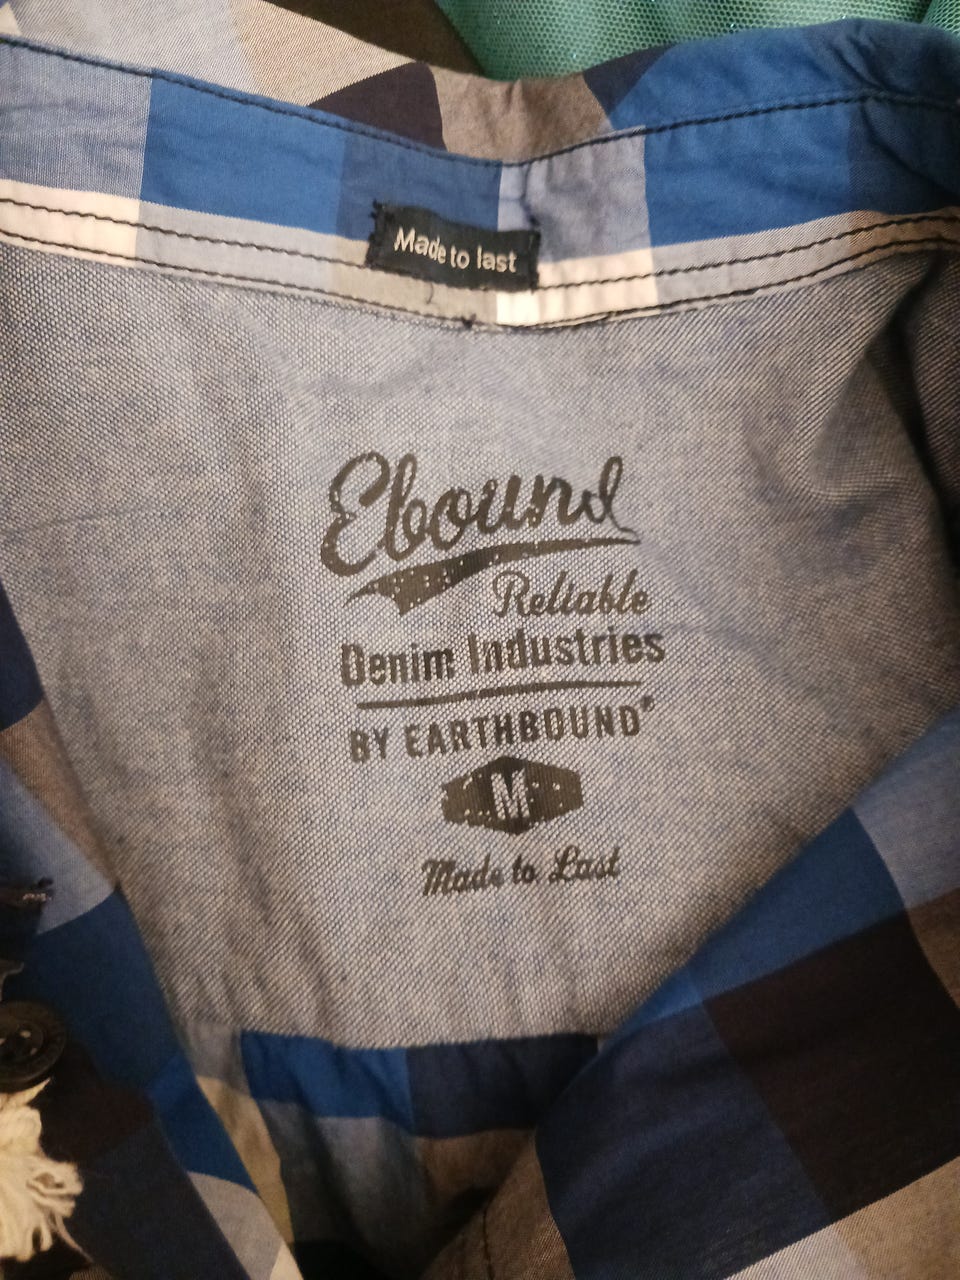 Made to last
Ebound
Reliable
Denim Industries
BY EARTHBOUND®
M
Made to Last